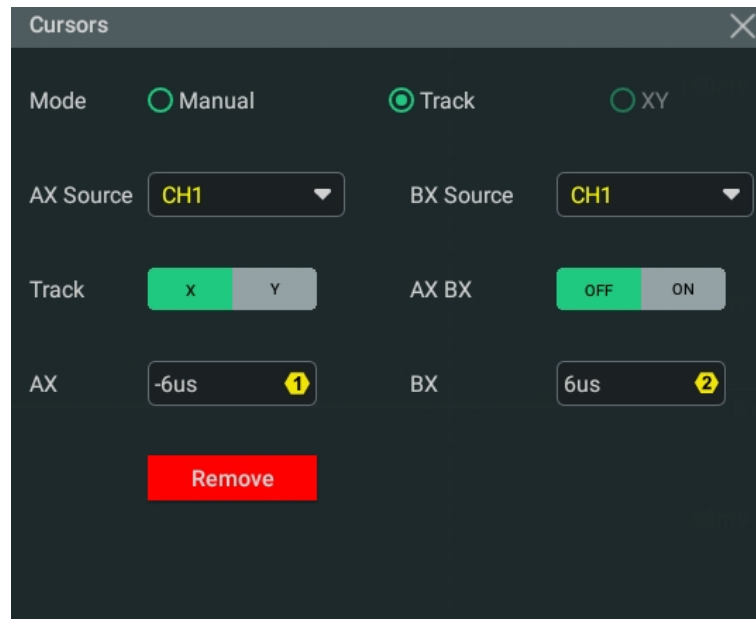 Cursors
Mode Manual Track XY
AX Source CH1 BX Source CH1
Track X Y AX BX OFF ON
AX -6us 1 BX 6us 2
Remove